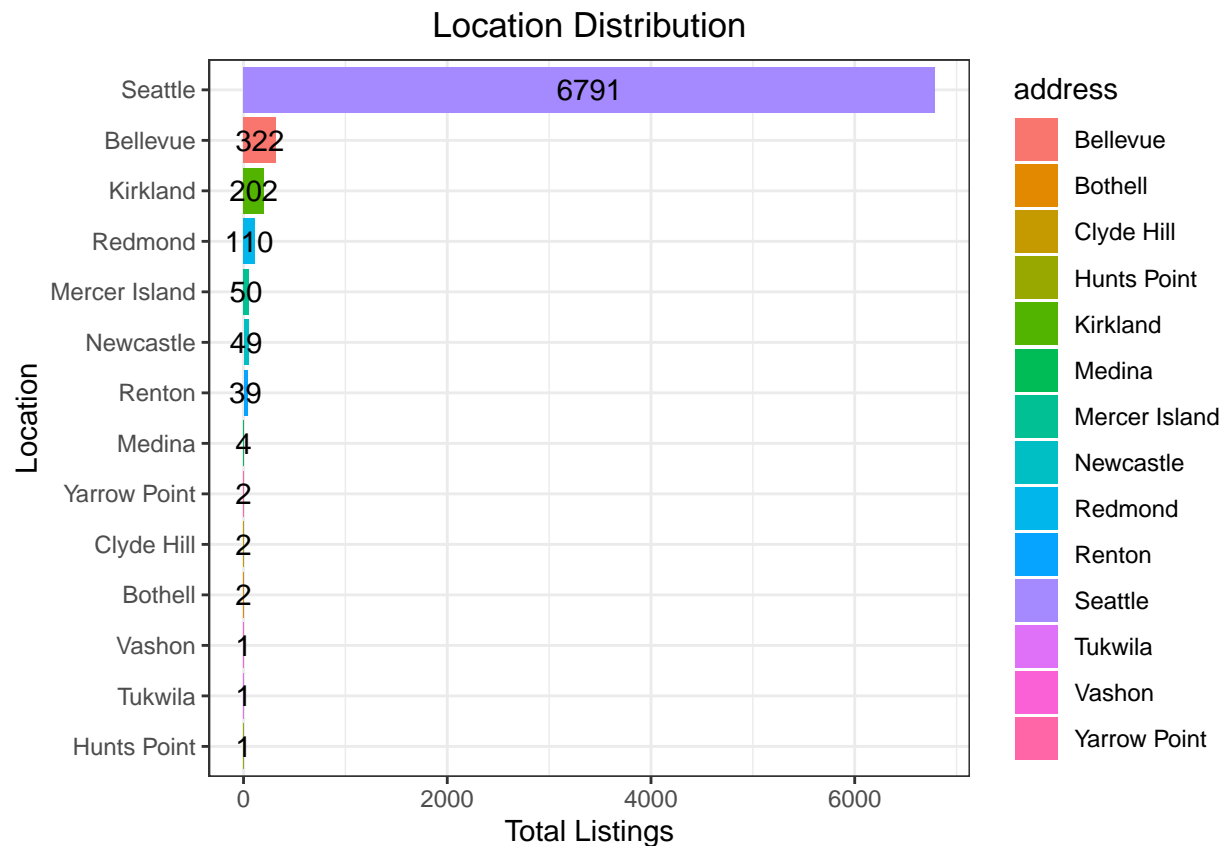 Location Distribution
Seattle
6791
Bellevue
322
Kirkland
202
Redmond
110
Mercer Island
50
Newcastle
49
Renton
39
Medina
4
Yarrow Point
2
Clyde Hill
2
Bothell
2
Vashon
1
Tukwila
1
Hunts Point
1
Location
0
2000
4000
6000
Total Listings
address
Bellevue
Bothell
Clyde Hill
Hunts Point
Kirkland
Medina
Mercer Island
Newcastle
Redmond
Renton
Seattle
Tukwila
Vashon
Yarrow Point